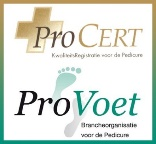 ProCERT
KwaliteitsRegistratie voor de Pedicure
ProVoet
Brancheorganisatie
voor de Pedicure